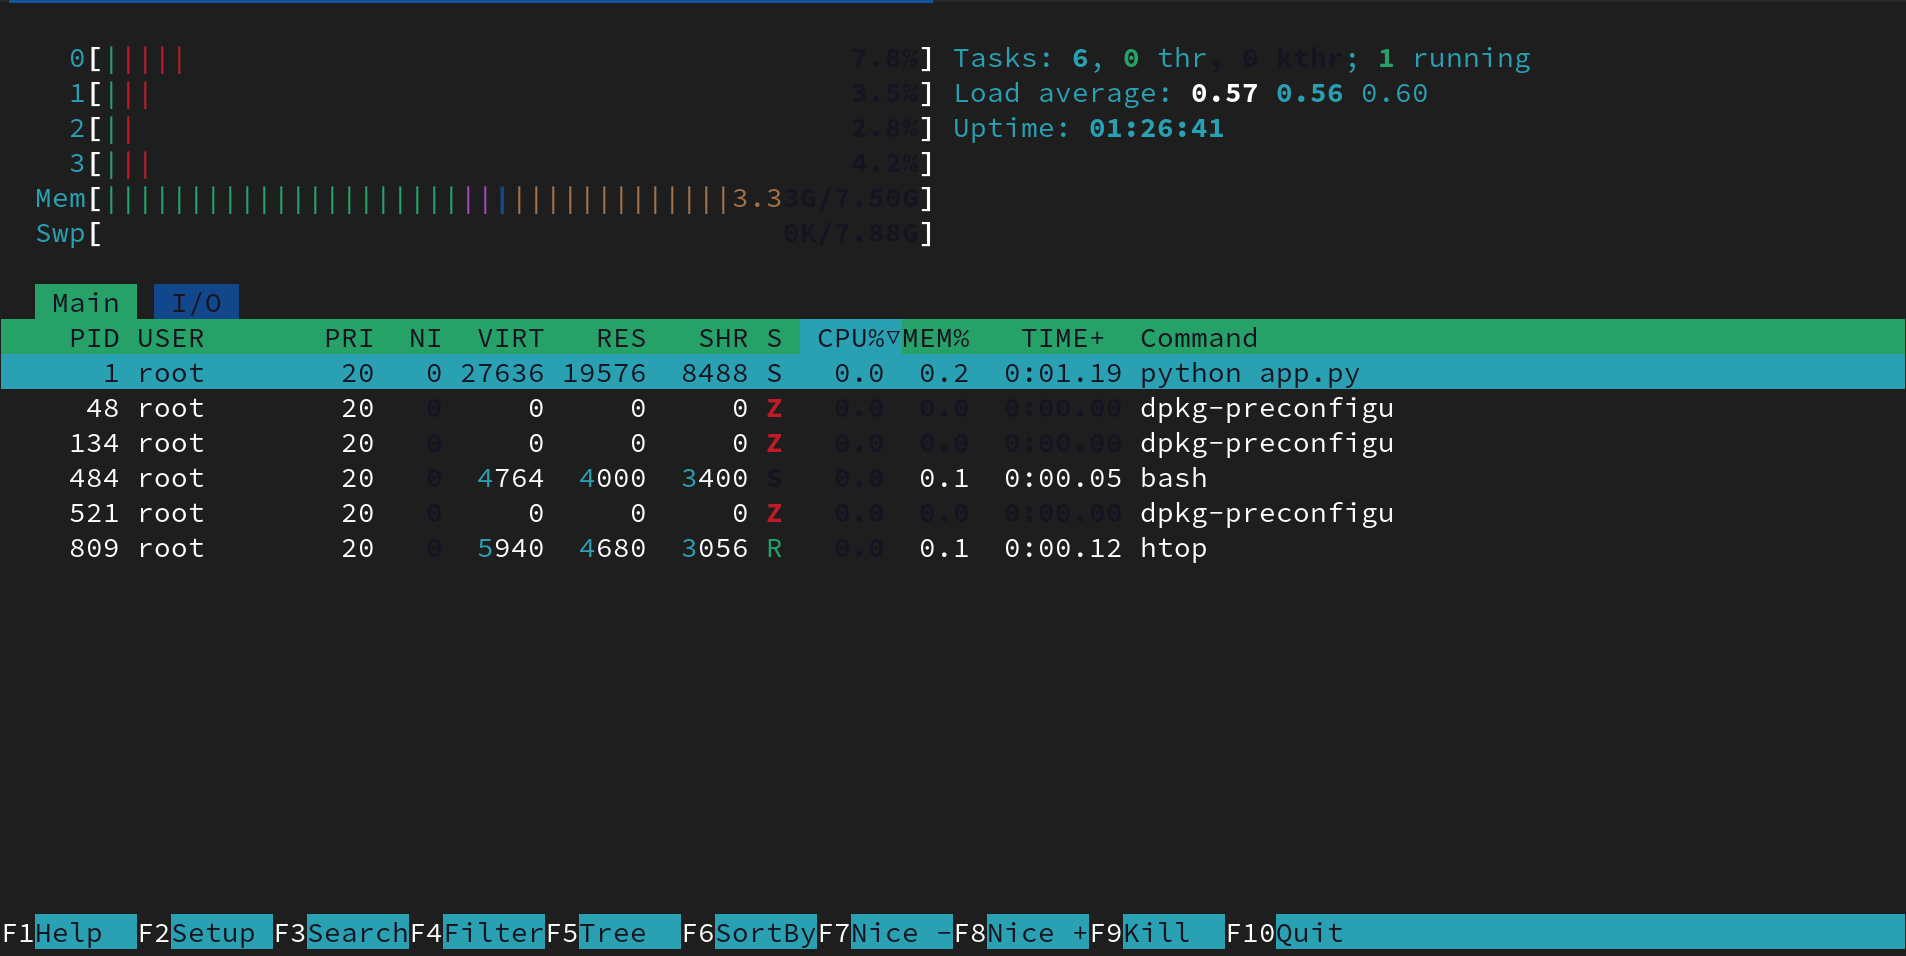 0[||||| 7.8%] Tasks: 6, 0 thr, 0 kthr; 1 running
1[||| 3.5%] Load average: 0.57 0.56 0.60
2[|| 2.8%] Uptime: 01:26:41
3[||| 4.2%]
Mem[|||||||||||||||||||||||||||||||||||||3.33G/7.50G]
Swp[ 0K/7.88G]
Main I/O
PID USER PRI NI VIRT RES SHR S CPU%▽MEM% TIME+ Command
1 root 20 0 27636 19576 8488 S 0.0 0.2 0:01.19 python app.py
48 root 20 0 0 0 0 Z 0.0 0.0 0:00.00 dpkg-preconfigu
134 root 20 0 0 0 0 Z 0.0 0.0 0:00.00 dpkg-preconfigu
484 root 20 0 4764 4000 3400 S 0.0 0.1 0:00.05 bash
521 root 20 0 0 0 0 Z 0.0 0.0 0:00.00 dpkg-preconfigu
809 root 20 0 5940 4680 3056 R 0.0 0.1 0:00.12 htop
F1Help F2Setup F3SearchF4FilterF5Tree F6SortByF7Nice -F8Nice +F9Kill F10Quit